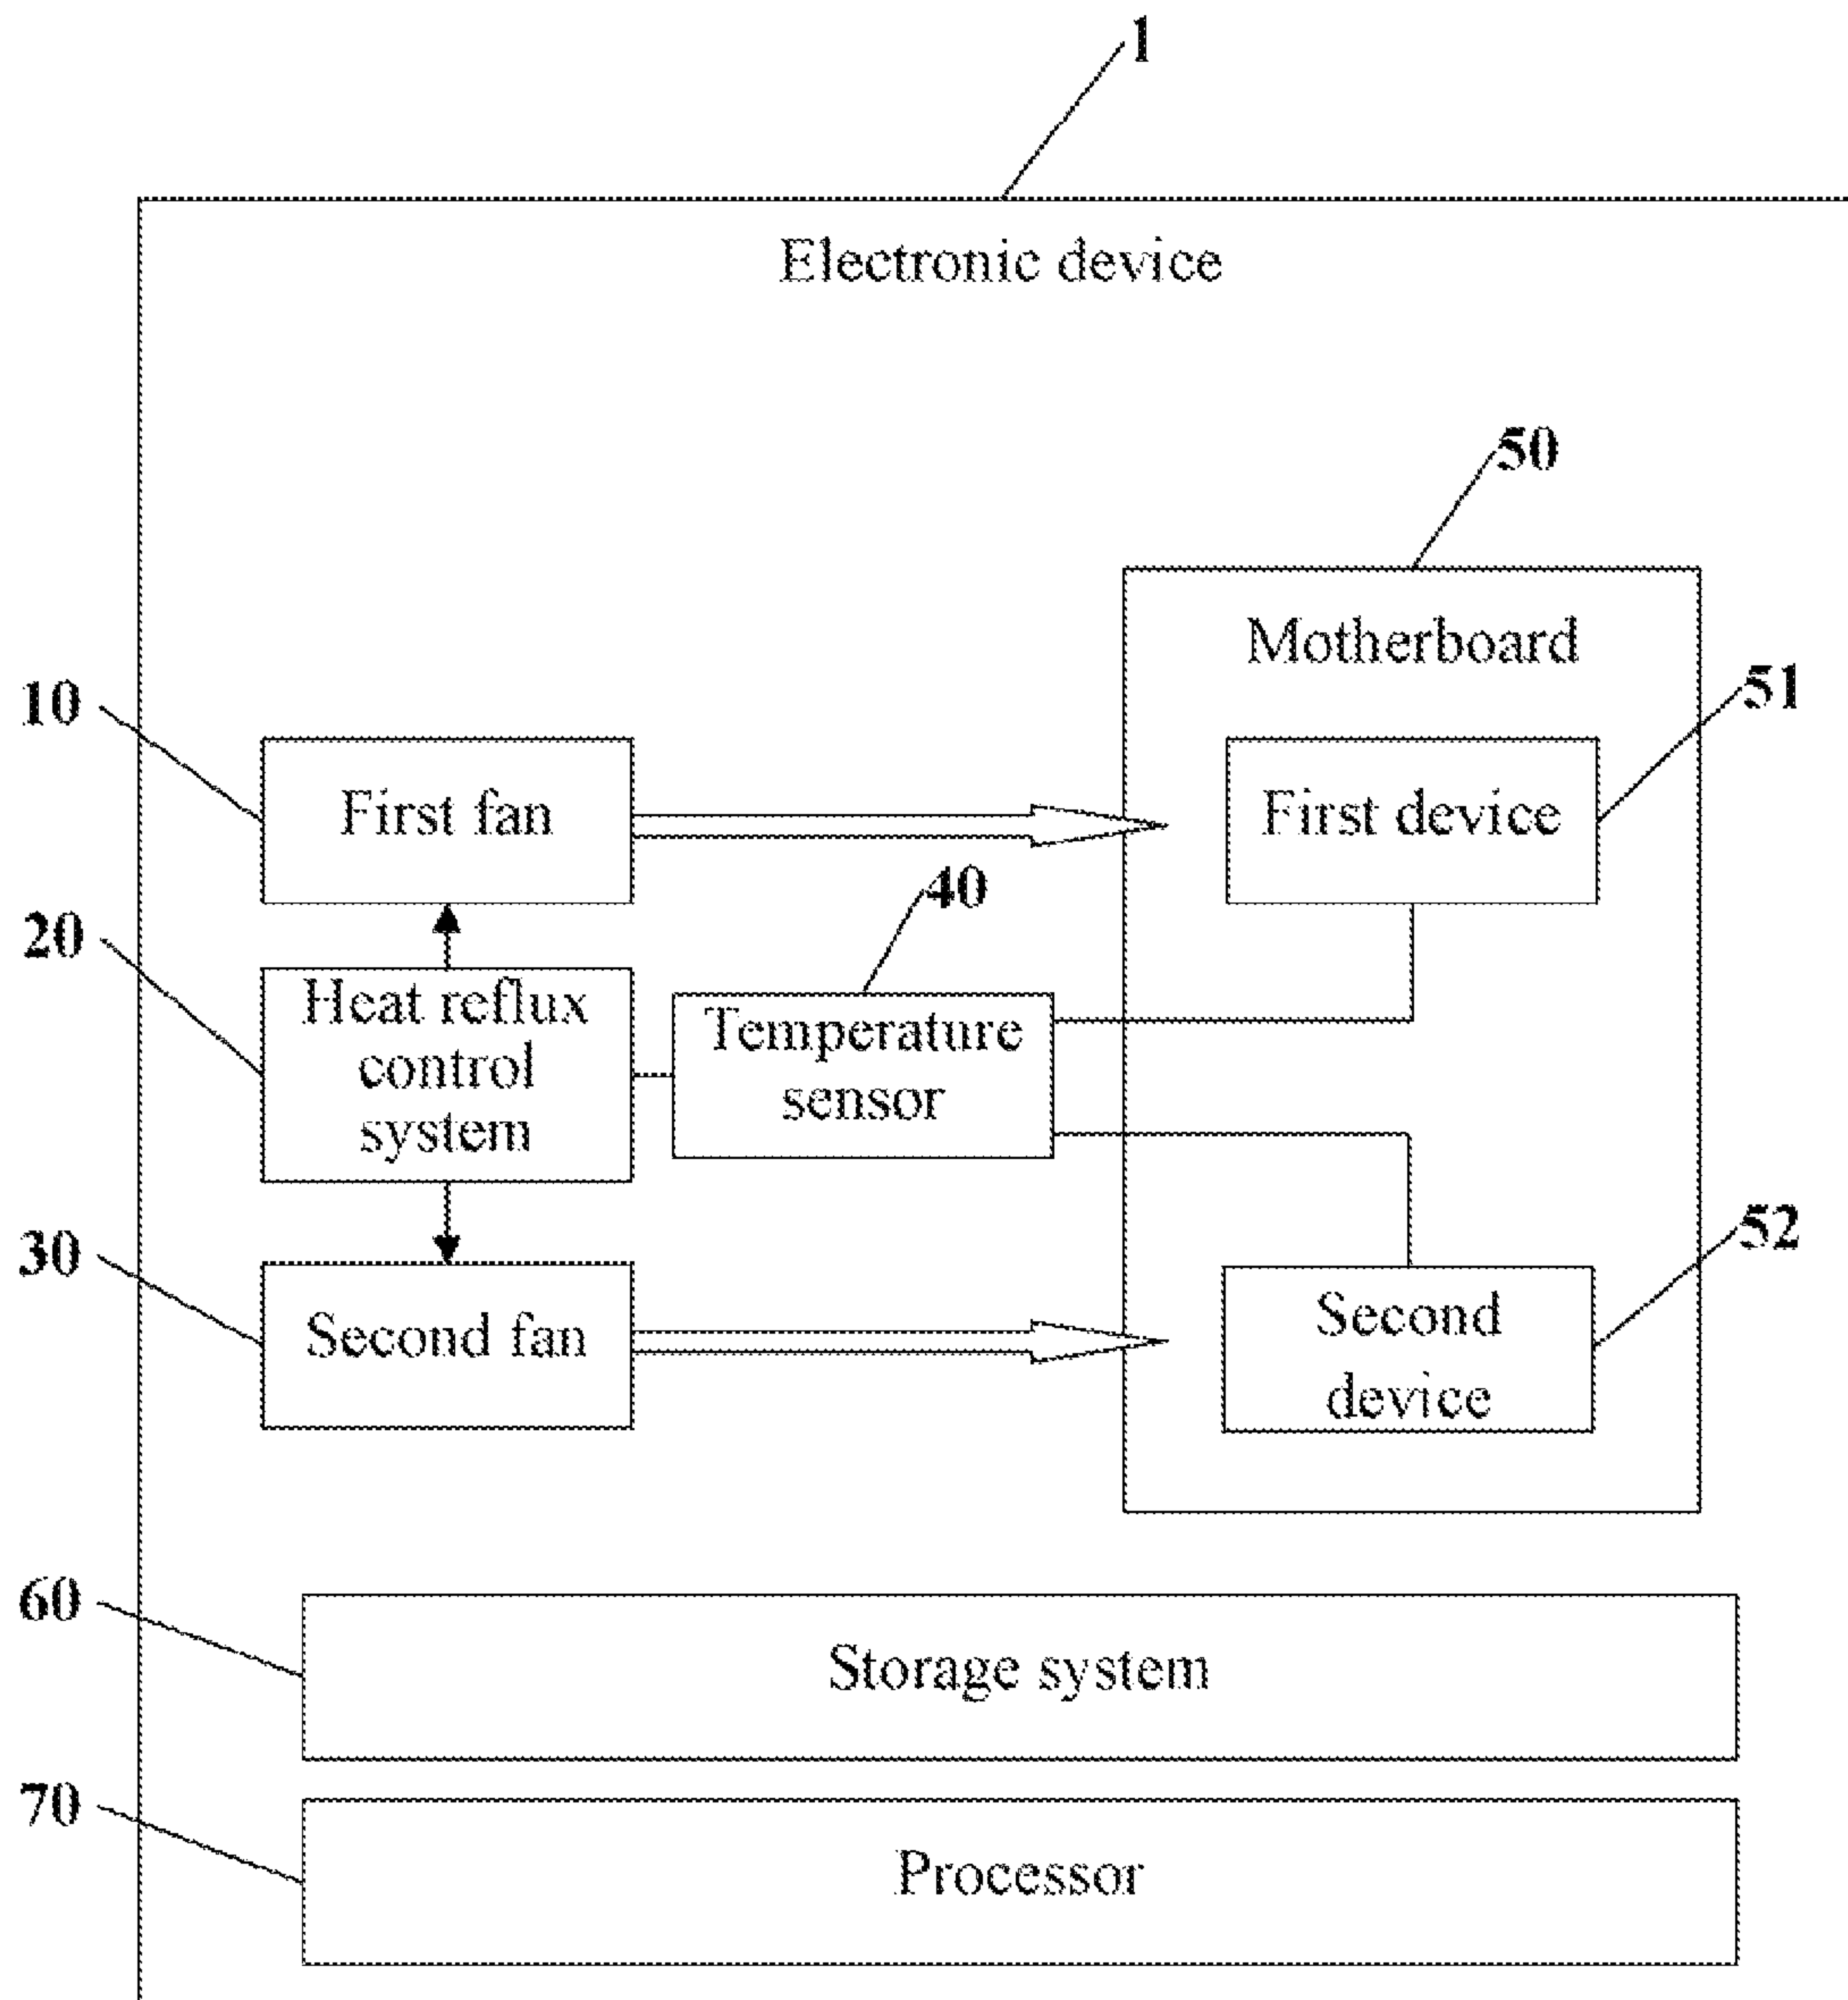 1
Electronic device
50
Motherboard
10
51
First fan
First device
40
20
Heat reflux
control
system
Temperature
sensor
30
52
Second fan
Second
device
60
Storage system
70
Processor